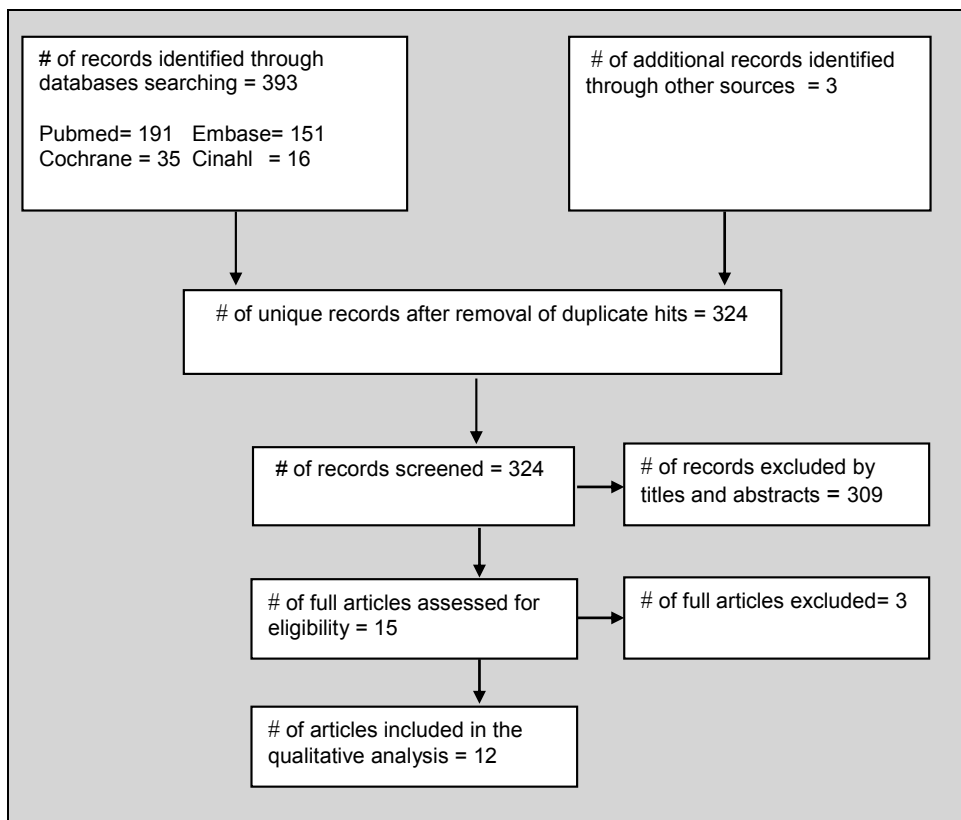 # of records identified through
databases searching = 393
Pubmed= 191 Embase= 151
Cochrane = 35 Cinahl = 16
# of additional records identified
through other sources = 3
# of unique records after removal of duplicate hits = 324
# of records screened = 324
# of records excluded by
titles and abstracts = 309
# of full articles assessed for
eligibility = 15
# of full articles excluded= 3
# of articles included in the
qualitative analysis = 12